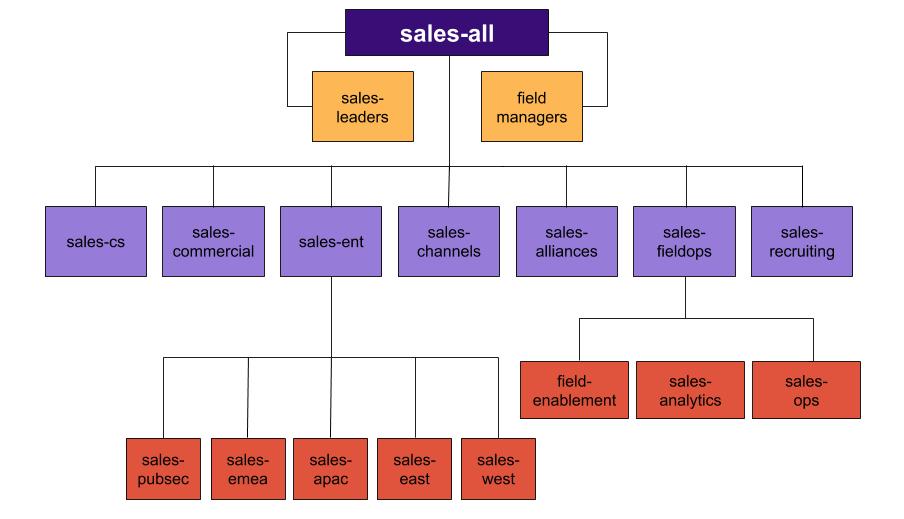 sales-all
sales-
leaders
field
managers
sales-cs
sales-
commercial
sales-ent
sales-
channels
sales-
alliances
sales-
fieldops
sales-
recruiting
field-
enablement
sales-
analytics
sales-
ops
sales-
pubsec
sales-
emea
sales-
apac
sales-
east
sales-
west